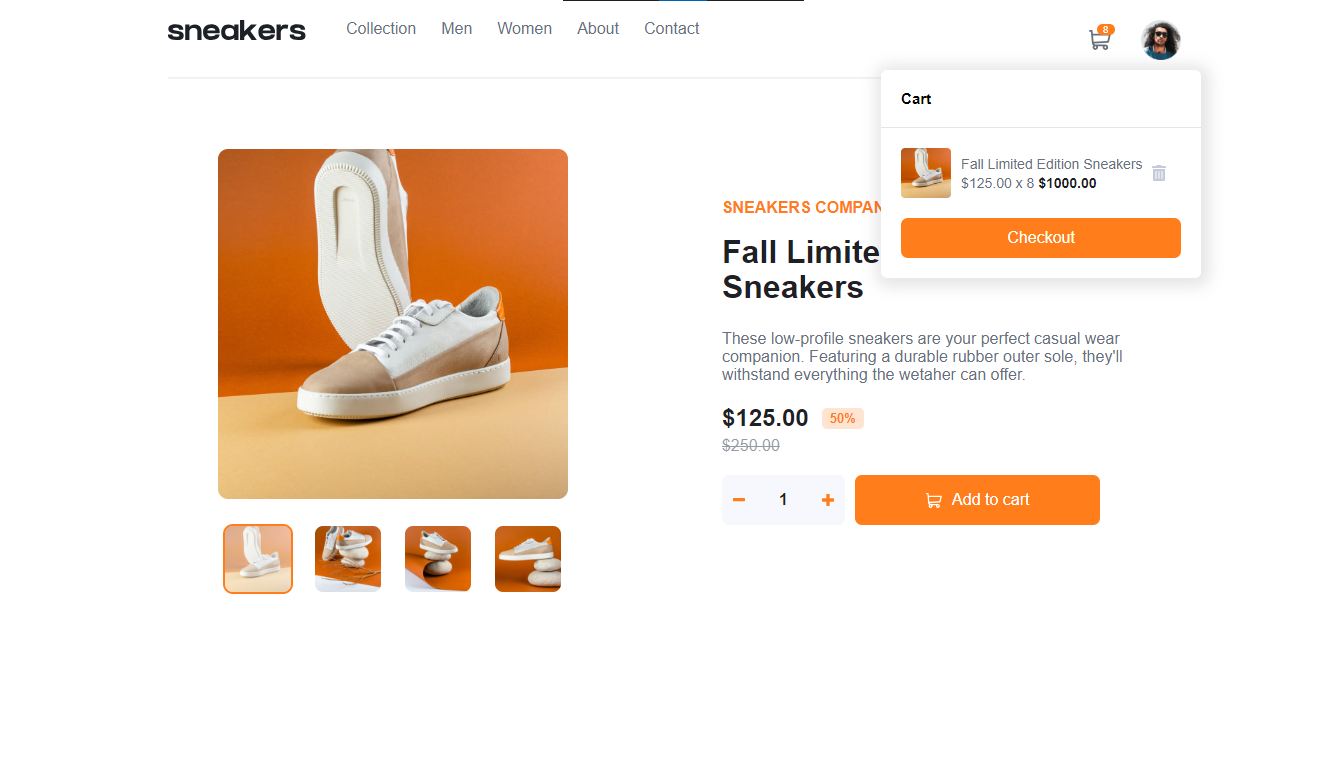 sneakers
Collection Men Women About Contact
8
Cart
Fall Limited Edition Sneakers
$125.00 x 8 $1000.00
Checkout
SNEAKERS COMPAN
Fall Limite
Sneakers
These low-profile sneakers are your perfect casual wear
companion. Featuring a durable rubber outer sole, they'll
withstand everything the wetaher can offer.
$125.00 50%
$250.00
1
Add to cart